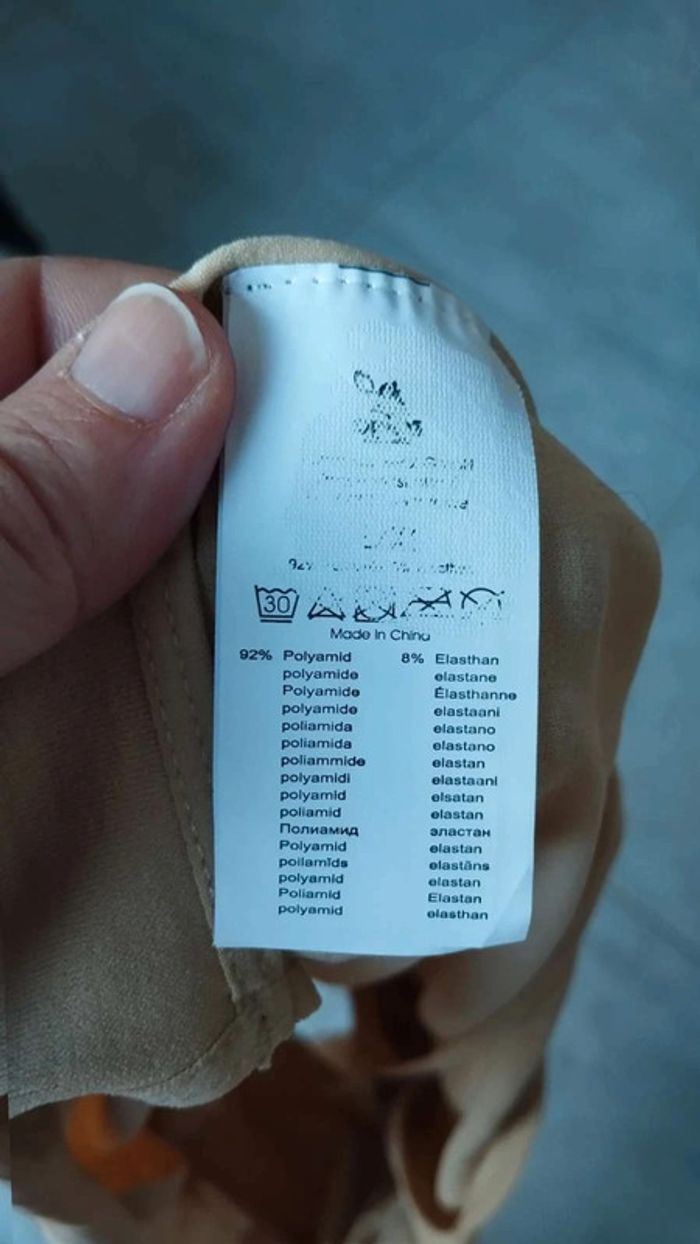 30
Made In China
92% Polyamid 8% Elasthan
polyamide elastane
Polyamide Élasthanne
polyamide elastaani
poliamida elastano
poliamida elastano
poliammide elastan
polyamidi elastaani
polyamid elsatan
poliamid elastan
Полиамид эластан
Polyamid elastan
poilamīds elastāns
polyamid elastan
Poliamid Elastan
polyamid elasthan